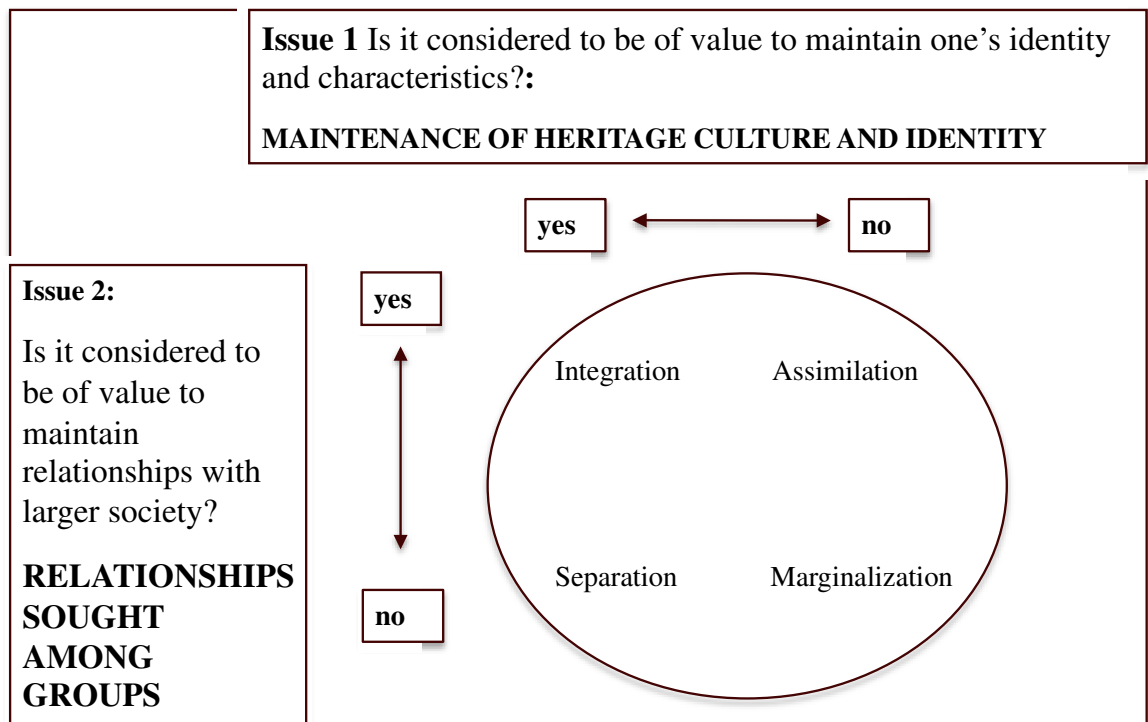 Issue 1 Is it considered to be of value to maintain one’s identity
and characteristics?:
MAINTENANCE OF HERITAGE CULTURE AND IDENTITY
yes
no
Issue 2:
Is it considered to
be of value to
maintain
relationships with
larger society?
RELATIONSHIPS
SOUGHT
AMONG
GROUPS
yes
no
Integration
Assimilation
Separation
Marginalization